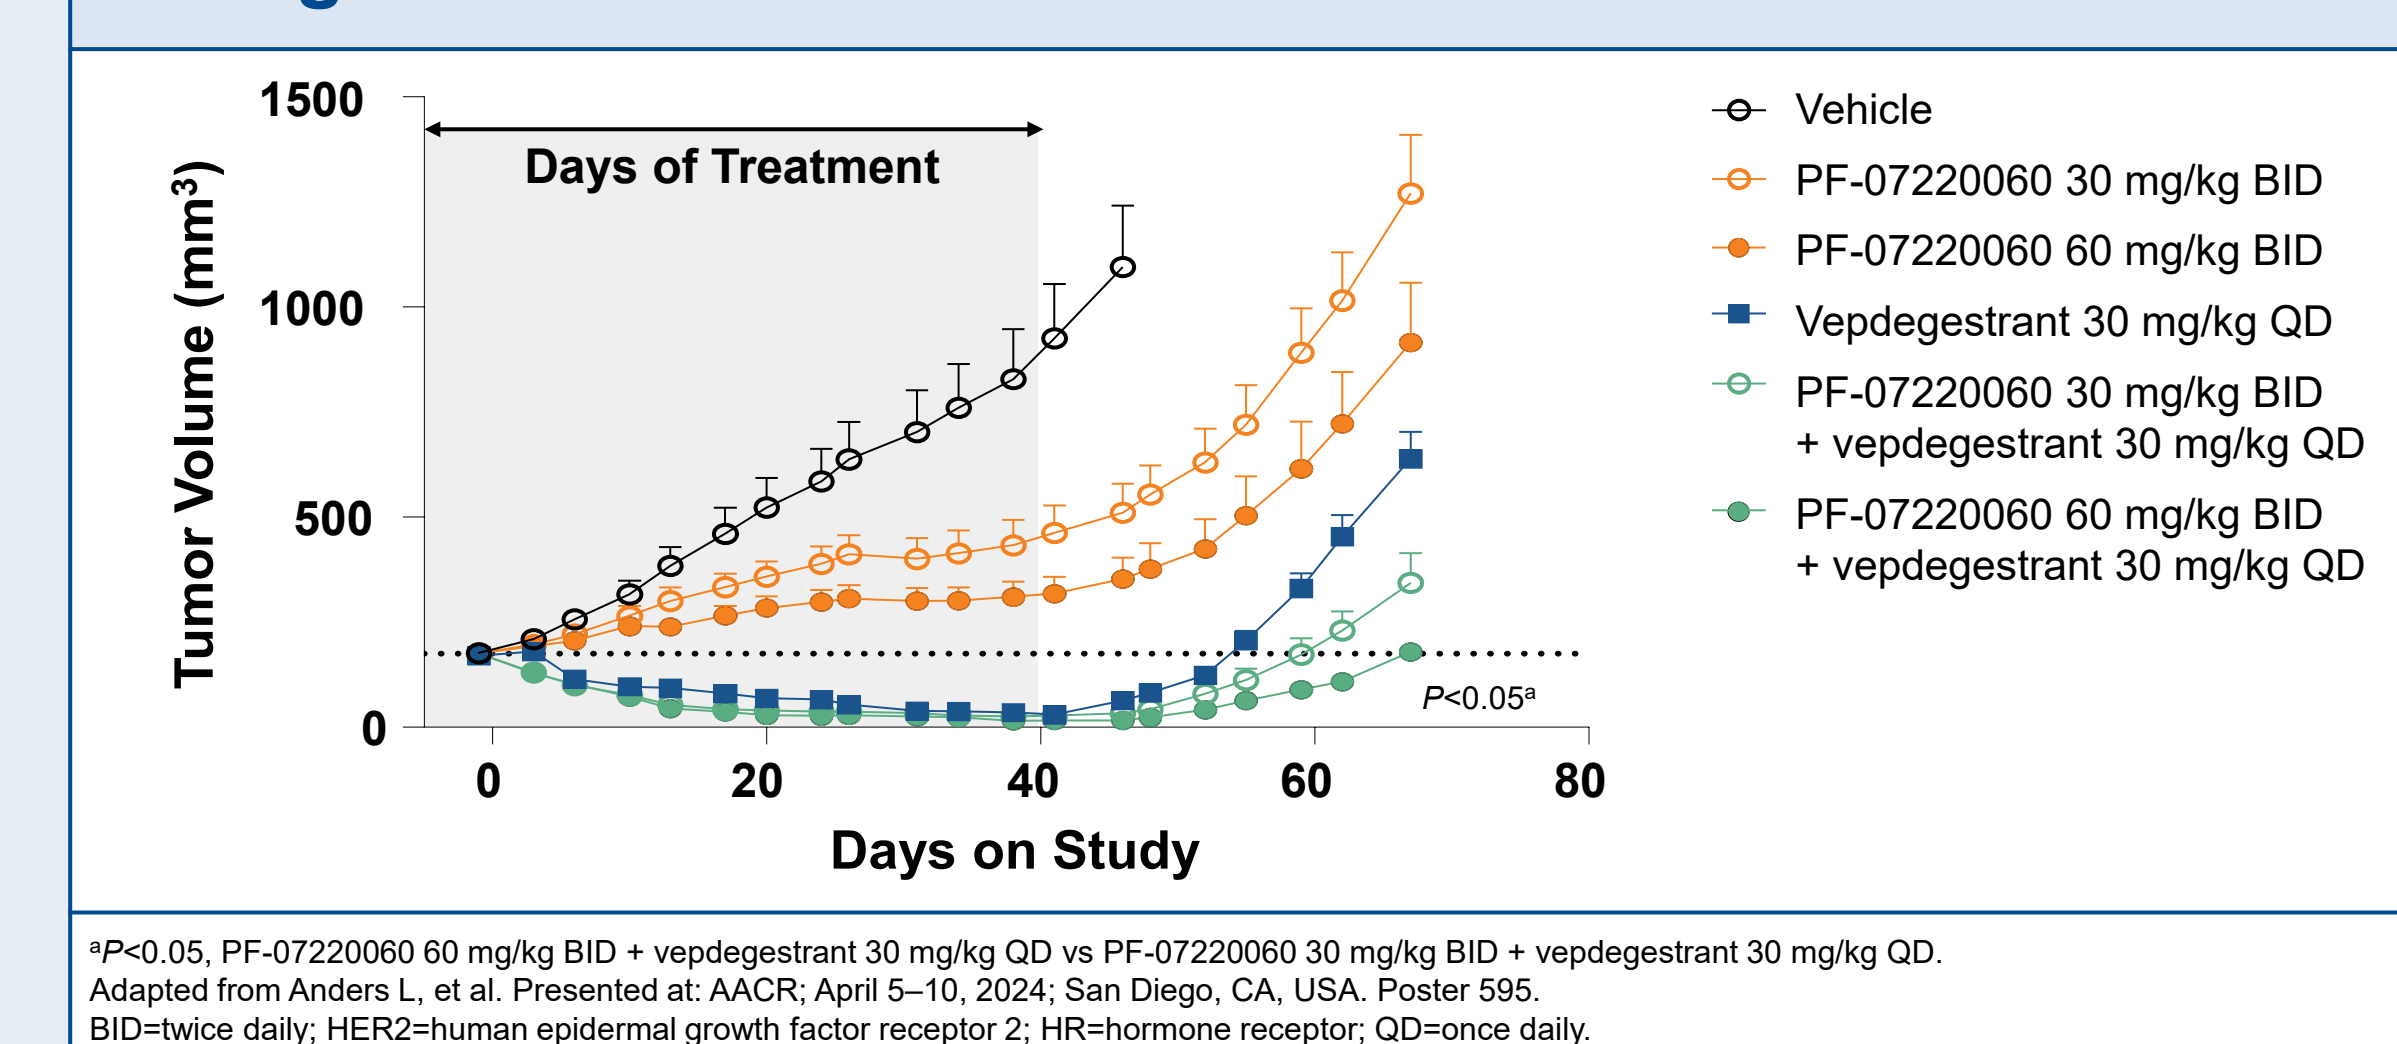 g
1500
1000
500
0
Tumor Volume (mm³)
Days of Treatment
P<0.05ᵃ
0 20 40 60 80
Days on Study
Vehicle
PF-07220060 30 mg/kg BID
PF-07220060 60 mg/kg BID
Vepdegestrant 30 mg/kg QD
PF-07220060 30 mg/kg BID
+ vepdegestrant 30 mg/kg QD
PF-07220060 60 mg/kg BID
+ vepdegestrant 30 mg/kg QD
ᵃP<0.05, PF-07220060 60 mg/kg BID + vepdegestrant 30 mg/kg QD vs PF-07220060 30 mg/kg BID + vepdegestrant 30 mg/kg QD.
Adapted from Anders L, et al. Presented at: AACR; April 5–10, 2024; San Diego, CA, USA. Poster 595.
BID=twice daily; HER2=human epidermal growth factor receptor 2; HR=hormone receptor; QD=once daily.